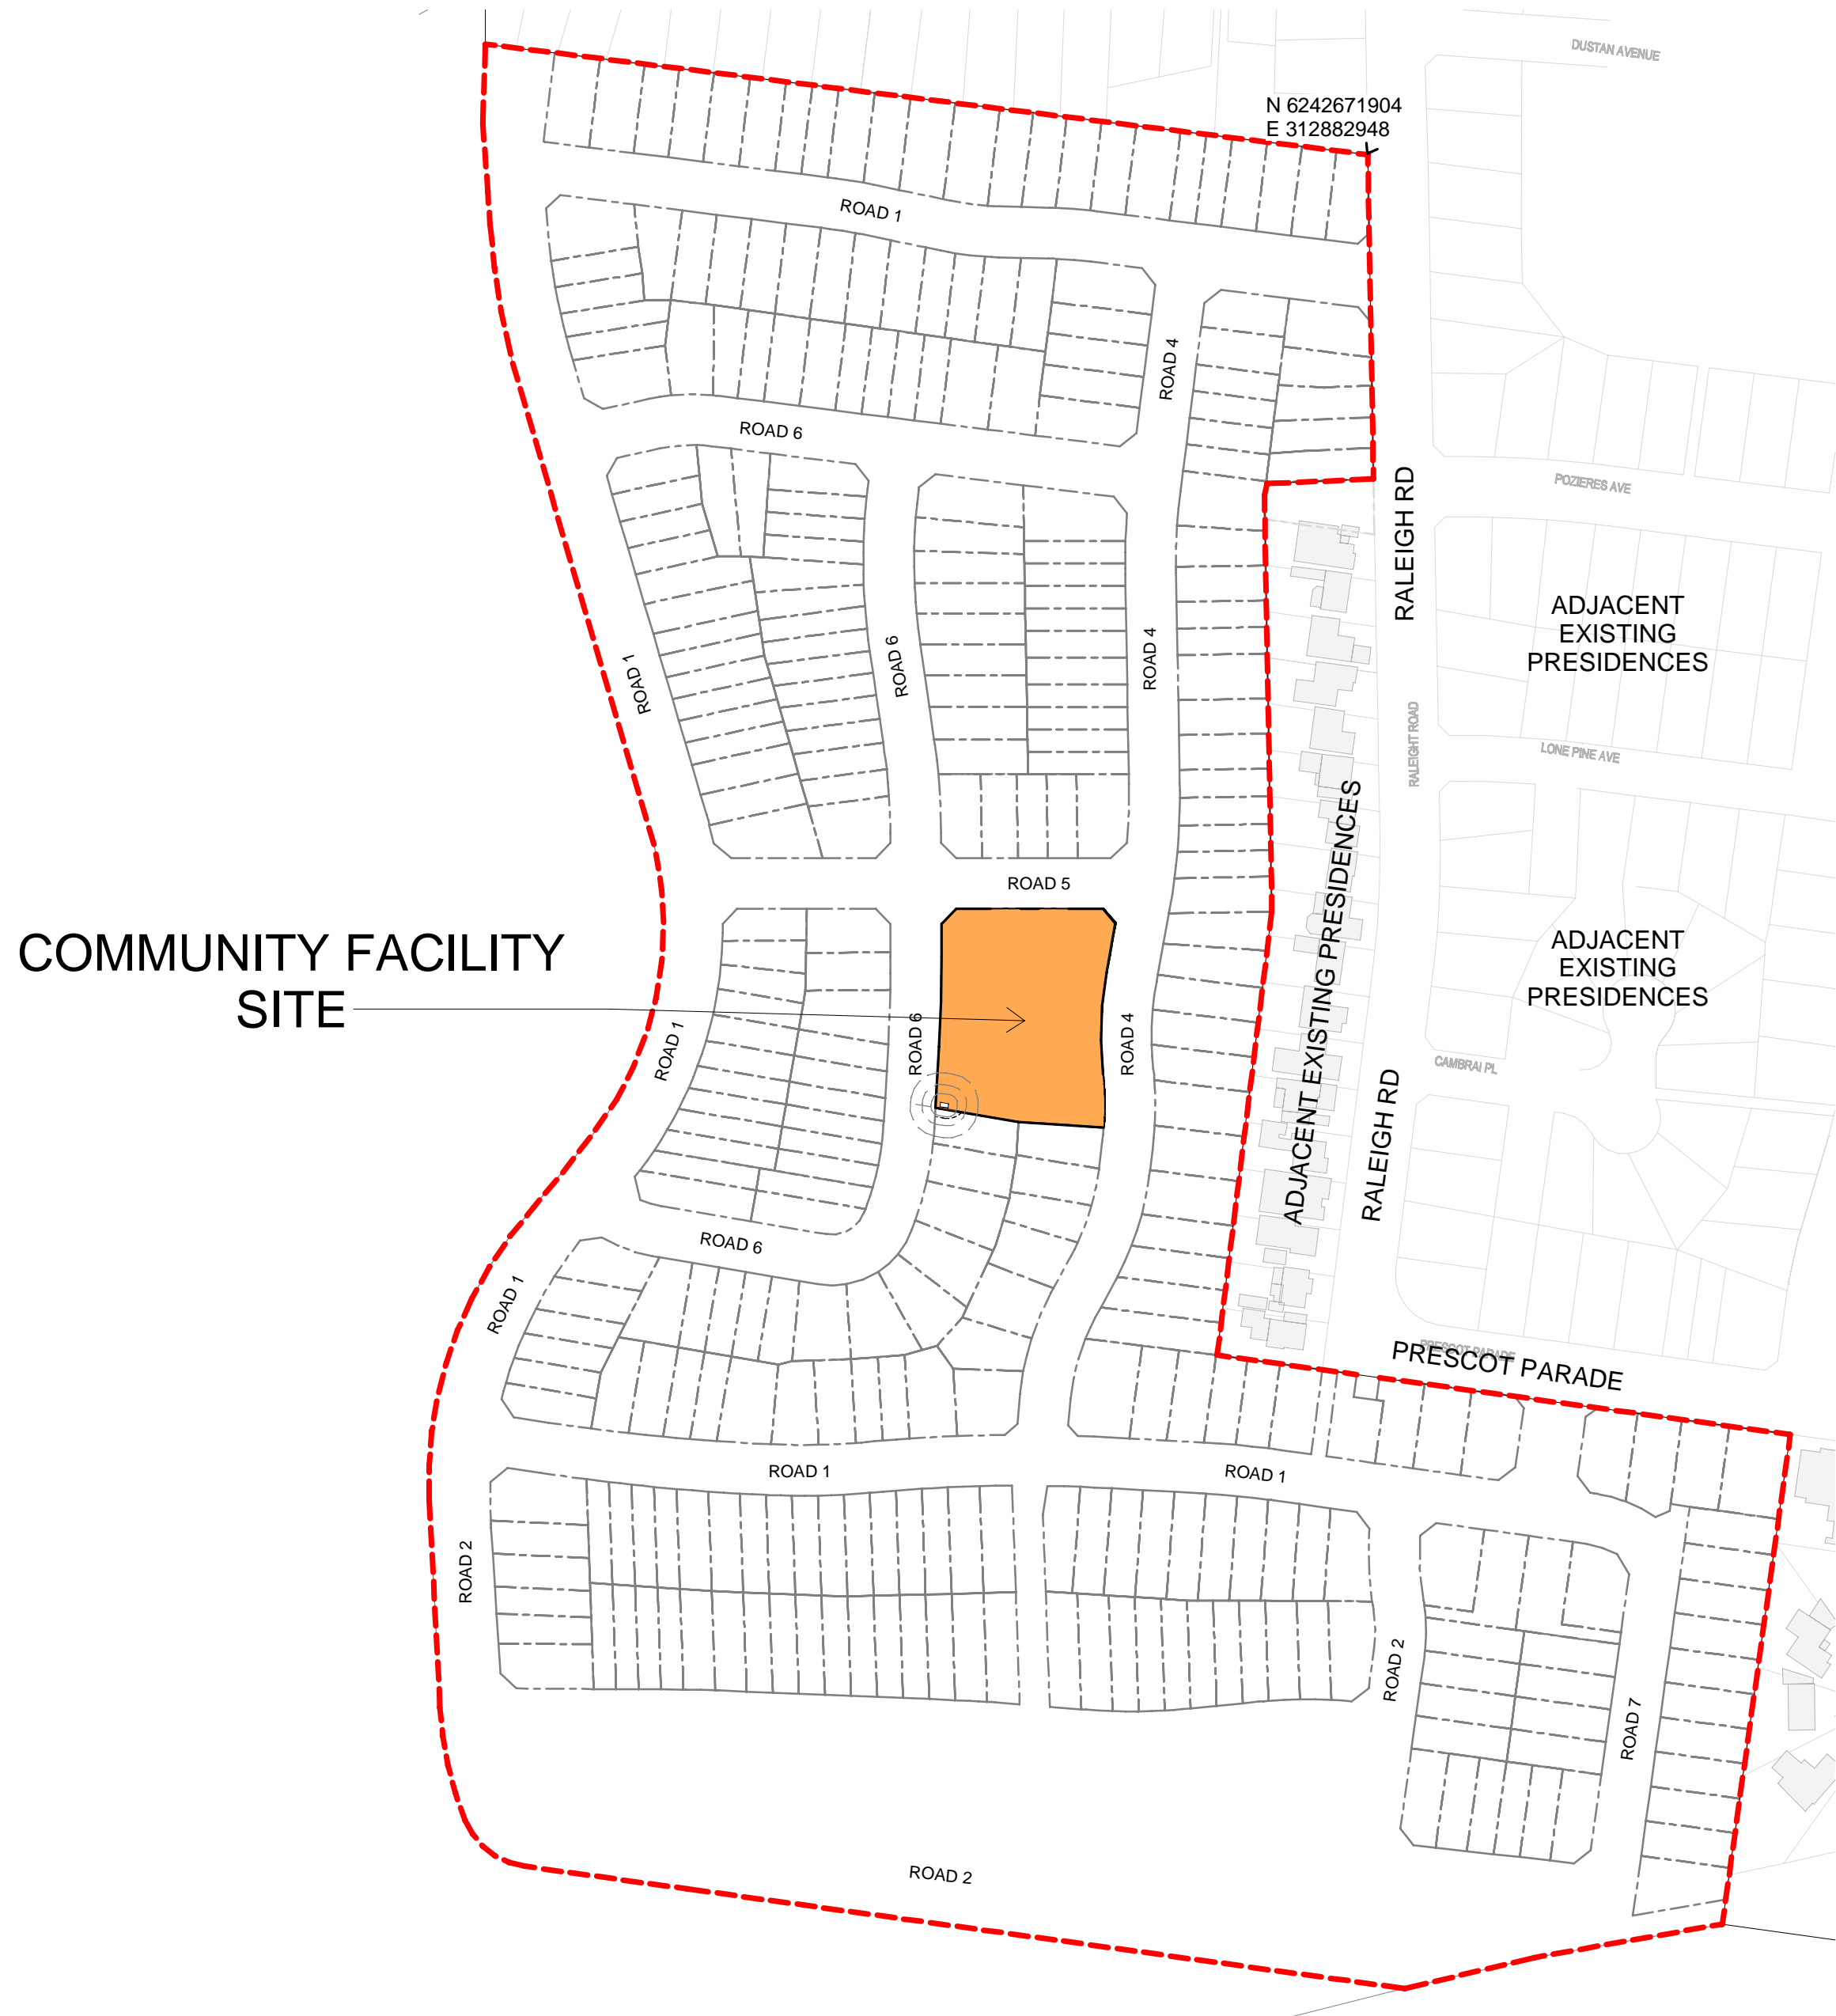 DUSTAN AVENUE
N 6242671904
E 312882948
ROAD 1
ROAD 4
ROAD 6
POZIERES AVE
RALEIGH RD
ADJACENT
EXISTING
PRESIDENCES
ROAD 1
ROAD 6
ROAD 4
RALEIGHT ROAD
LONE PINE AVE
ADJACENT EXISTING PRESIDENCES
ROAD 5
COMMUNITY FACILITY
SITE
ADJACENT
EXISTING
PRESIDENCES
ROAD 1
ROAD 6
ROAD 4
CAMBRAI PL
RALEIGH RD
ROAD 6
ROAD 1
PRESCOT PARADE
PRESCOT PARADE
ROAD 1
ROAD 1
ROAD 2
ROAD 2
ROAD 7
ROAD 2